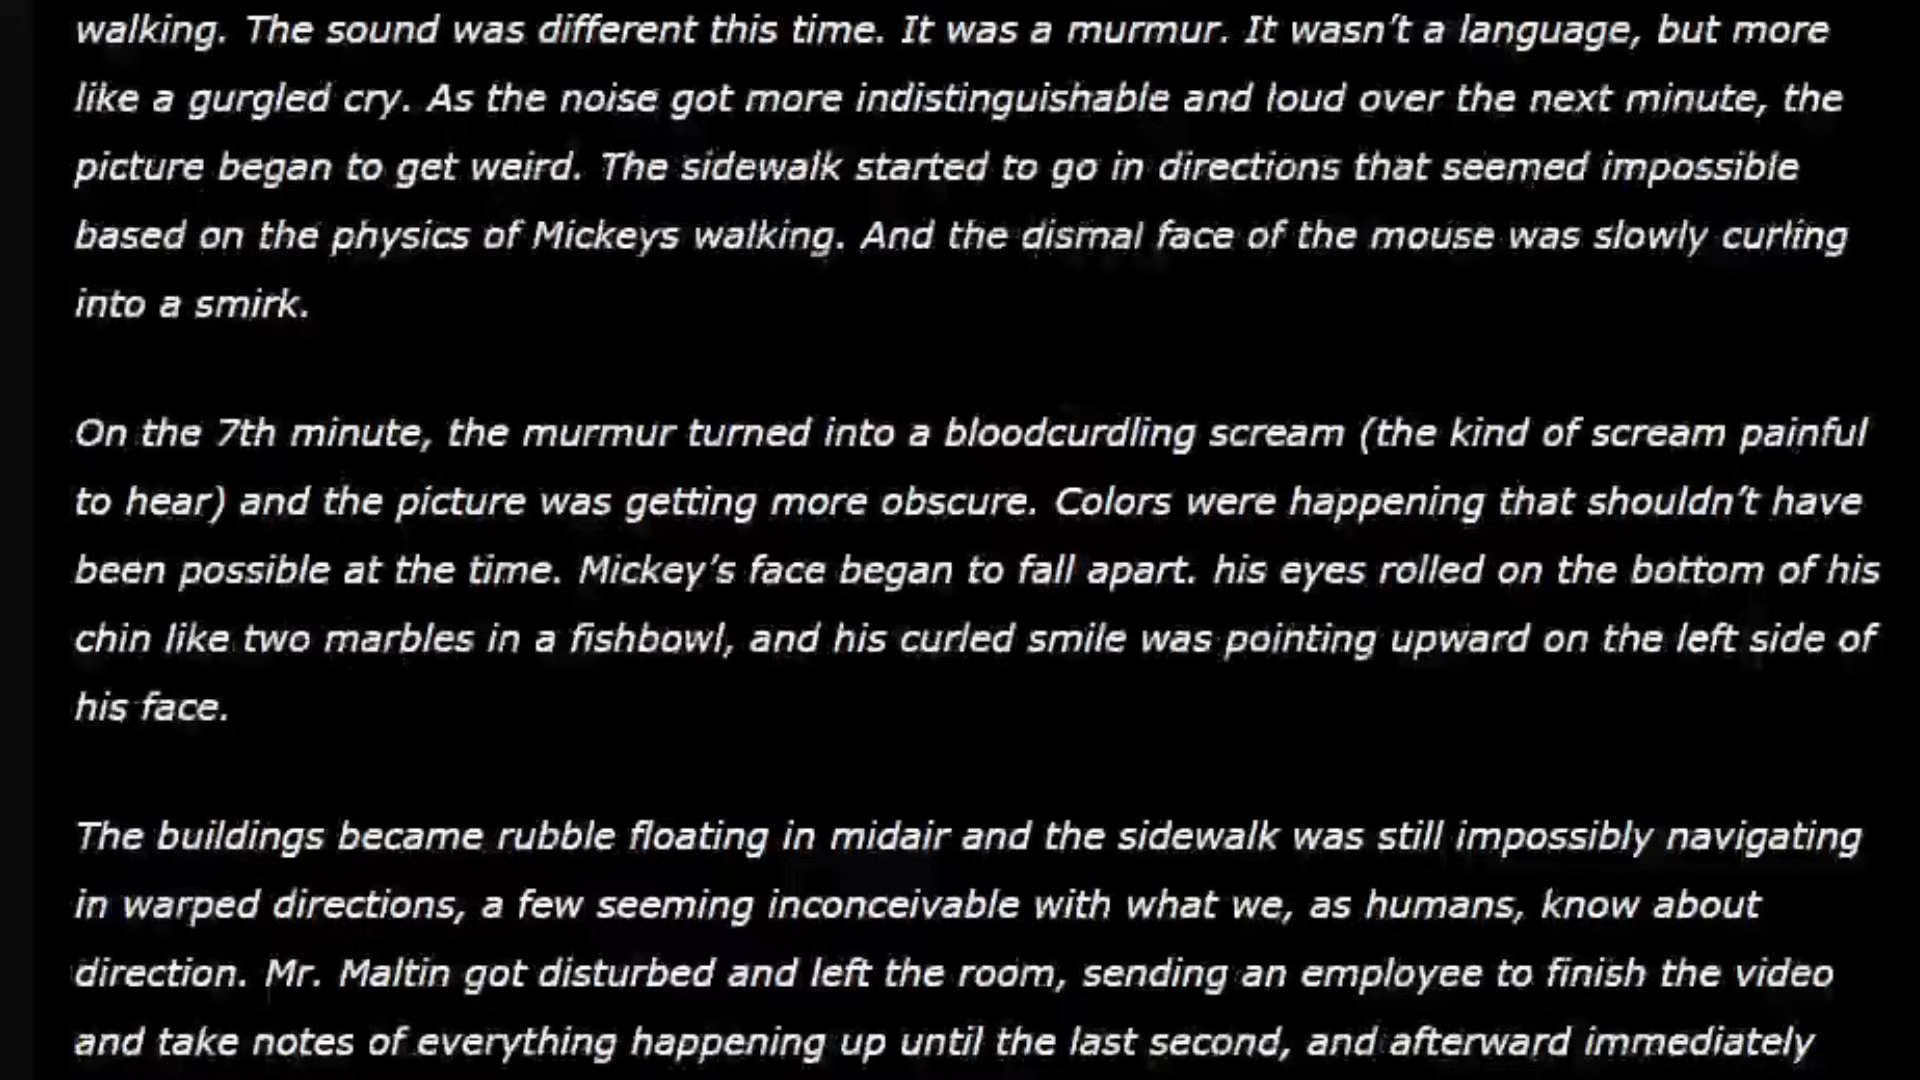 walking. The sound was different this time. It was a murmur. It wasn’t a language, but more
like a gurgled cry. As the noise got more indistinguishable and loud over the next minute, the
picture began to get weird. The sidewalk started to go in directions that seemed impossible
based on the physics of Mickeys walking. And the dismal face of the mouse was slowly curling
into a smirk.
On the 7th minute, the murmur turned into a bloodcurdling scream (the kind of scream painful
to hear) and the picture was getting more obscure. Colors were happening that shouldn’t have
been possible at the time. Mickey’s face began to fall apart. his eyes rolled on the bottom of his
chin like two marbles in a fishbowl, and his curled smile was pointing upward on the left side of
his face.
The buildings became rubble floating in midair and the sidewalk was still impossibly navigating
in warped directions, a few seeming inconceivable with what we, as humans, know about
direction. Mr. Maltin got disturbed and left the room, sending an employee to finish the video
and take notes of everything happening up until the last second, and afterward immediately